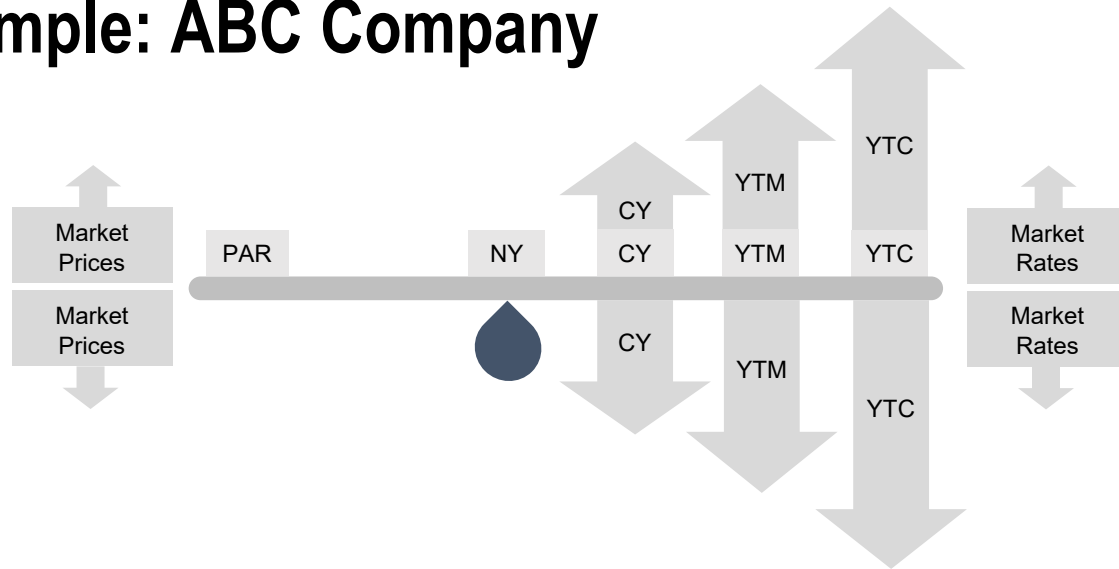 mple: ABC Company
YTC
YTM
CY
Market
Prices
PAR
NY
CY
YTM
YTC
Market
Rates
Market
Prices
CY
YTM
YTC
Market
Rates